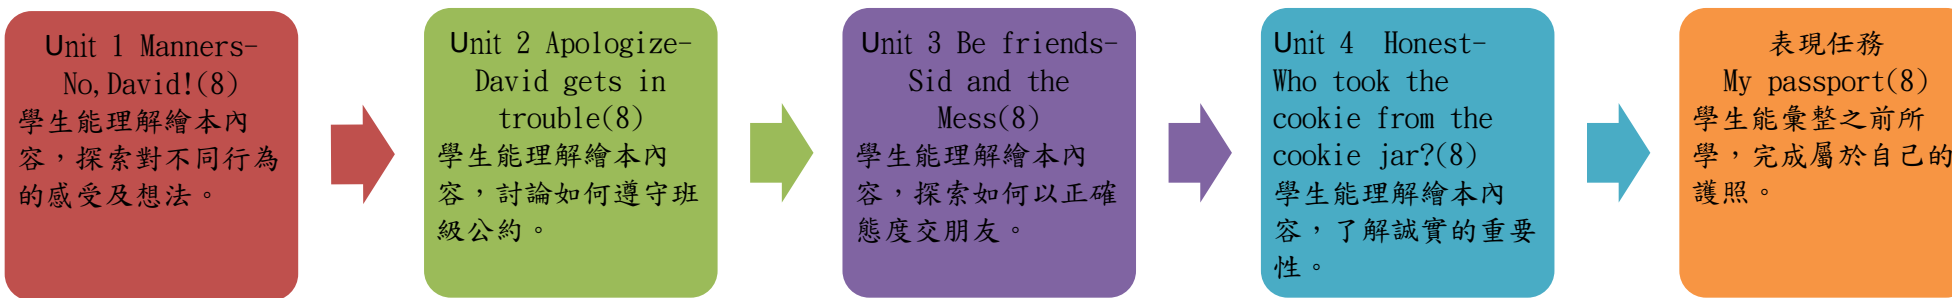 Unit 1 Manners-
No,David!(8)
學生能理解繪本內
容，探索對不同行為
的感受及想法。
Unit 2 Apologize-
David gets in
trouble(8)
學生能理解繪本內
容，討論如何遵守班
級公約。
Unit 3 Be friends-
Sid and the
Mess(8)
學生能理解繪本內
容，探索如何以正確
態度交朋友。
Unit 4  Honest-
Who took the
cookie from the
cookie jar?(8)
學生能理解繪本內
容，了解誠實的重要
性。
表現任務
My passport(8)
學生能彙整之前所
學，完成屬於自己的
護照。